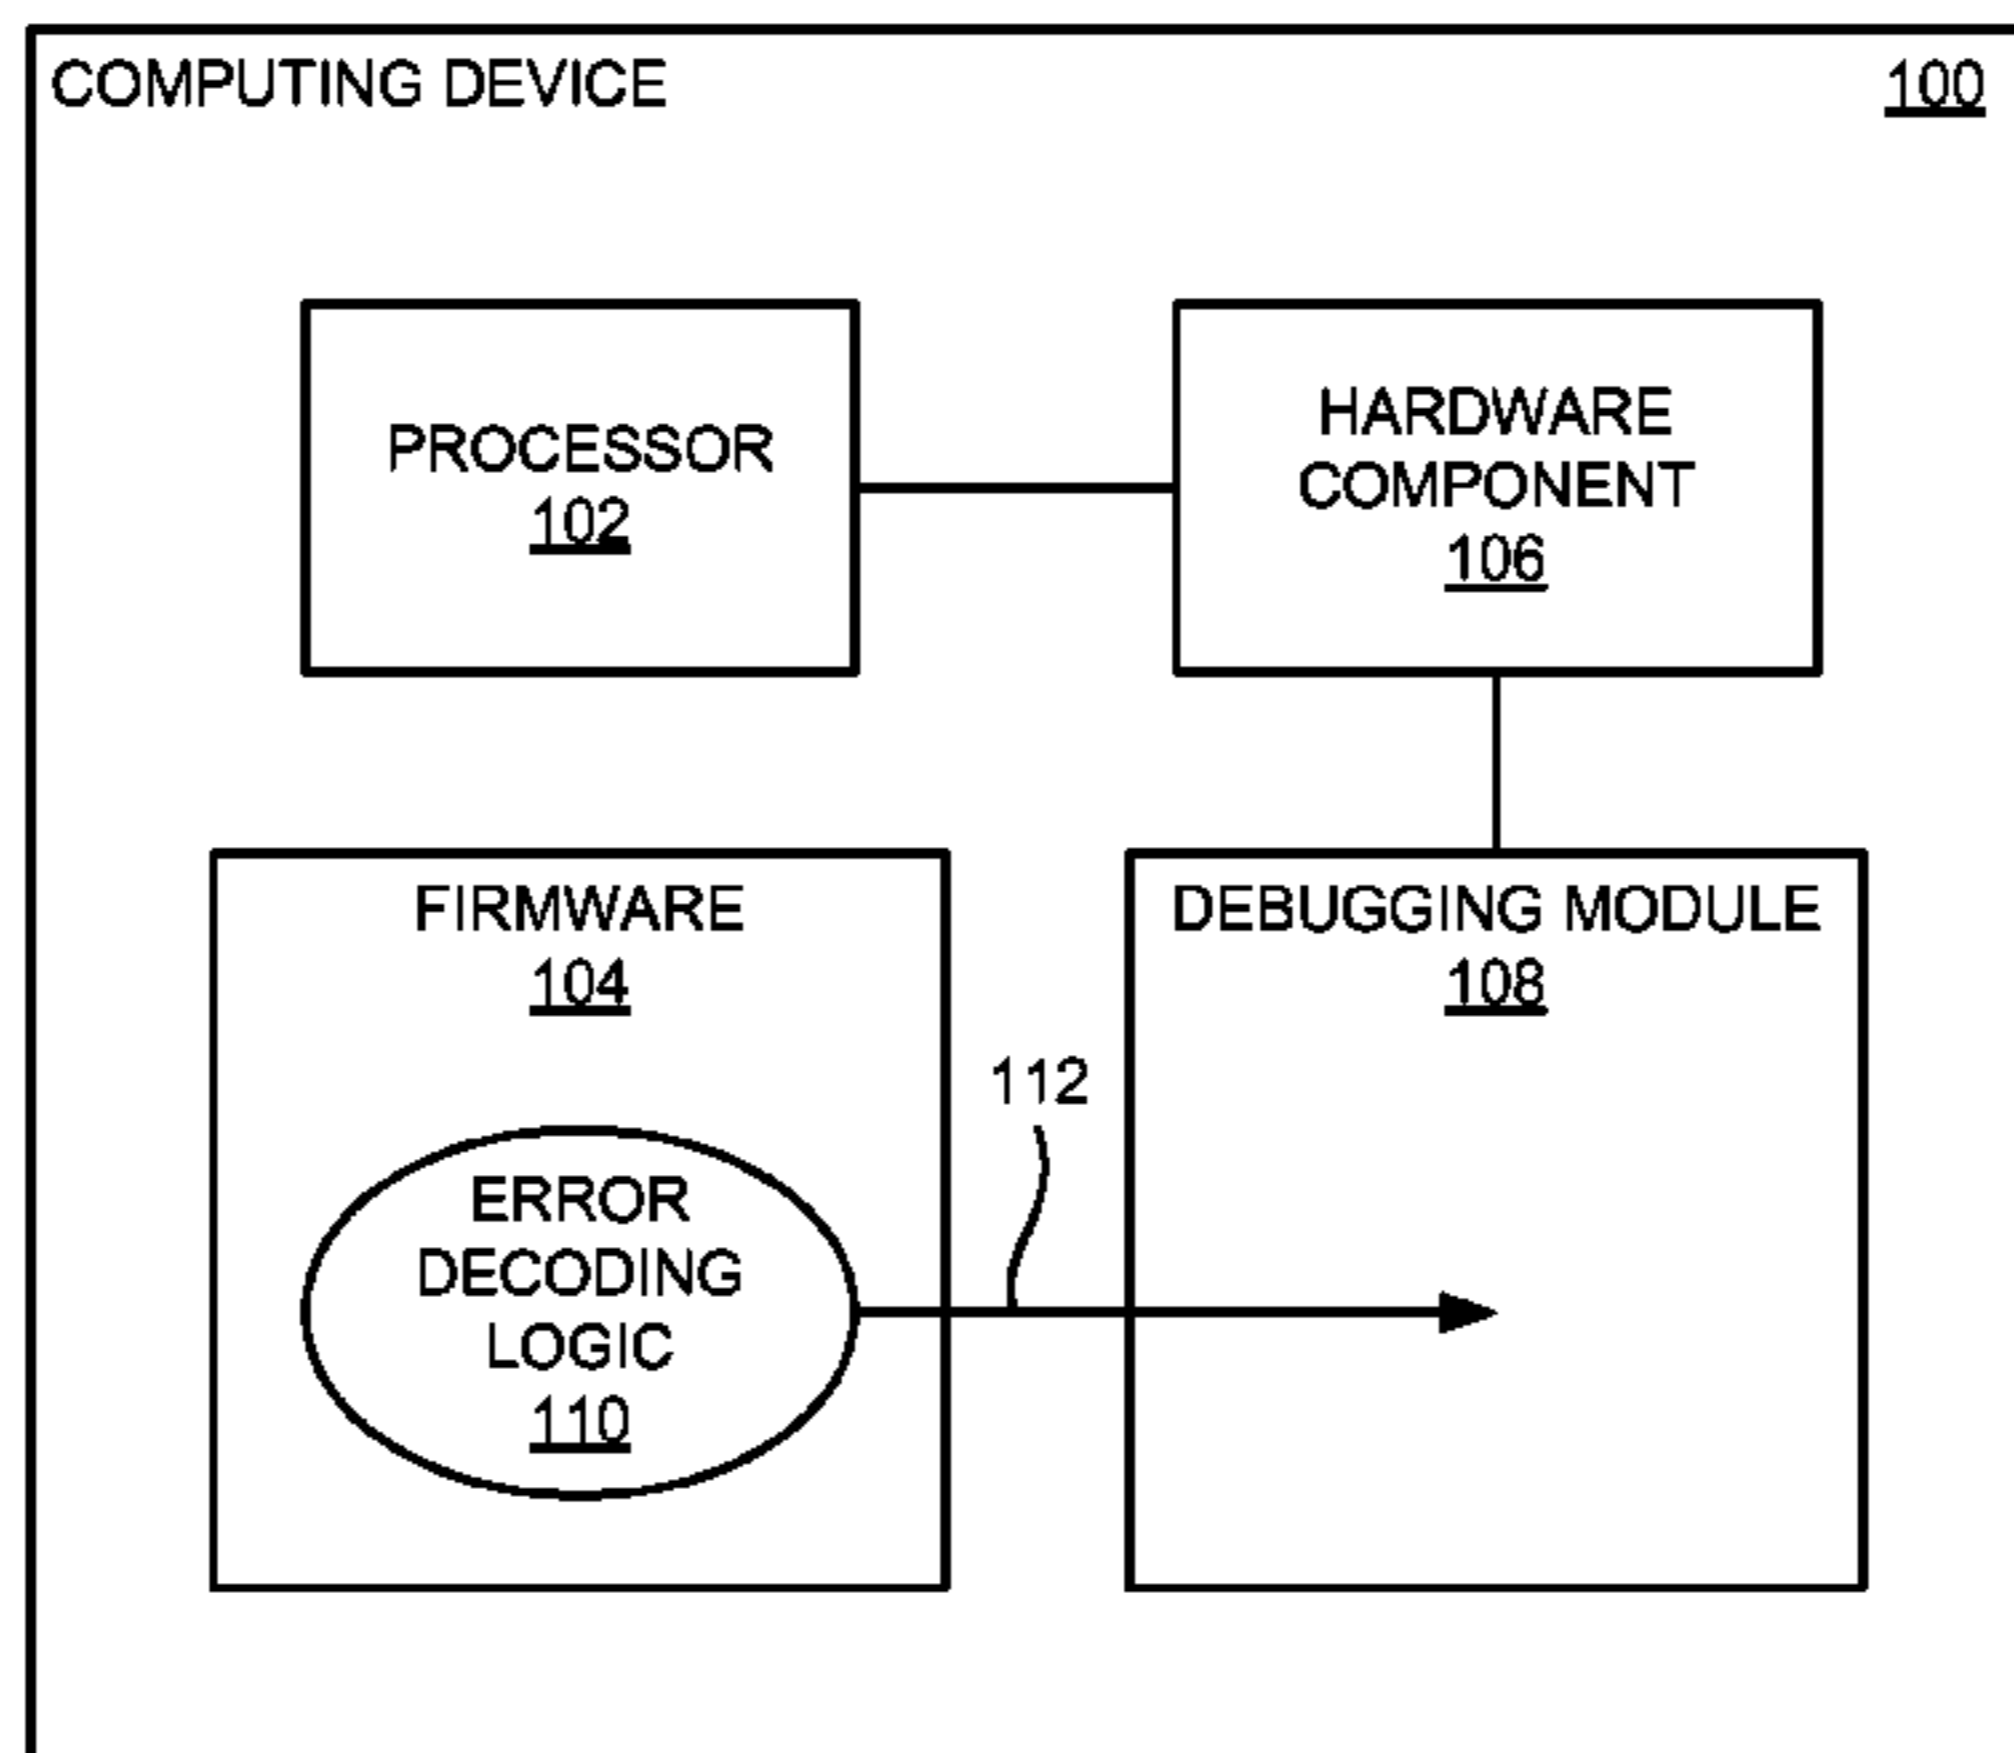 COMPUTING DEVICE
100
PROCESSOR
102
HARDWARE
COMPONENT
106
FIRMWARE
104
DEBUGGING MODULE
108
112
ERROR
DECODING
LOGIC
110